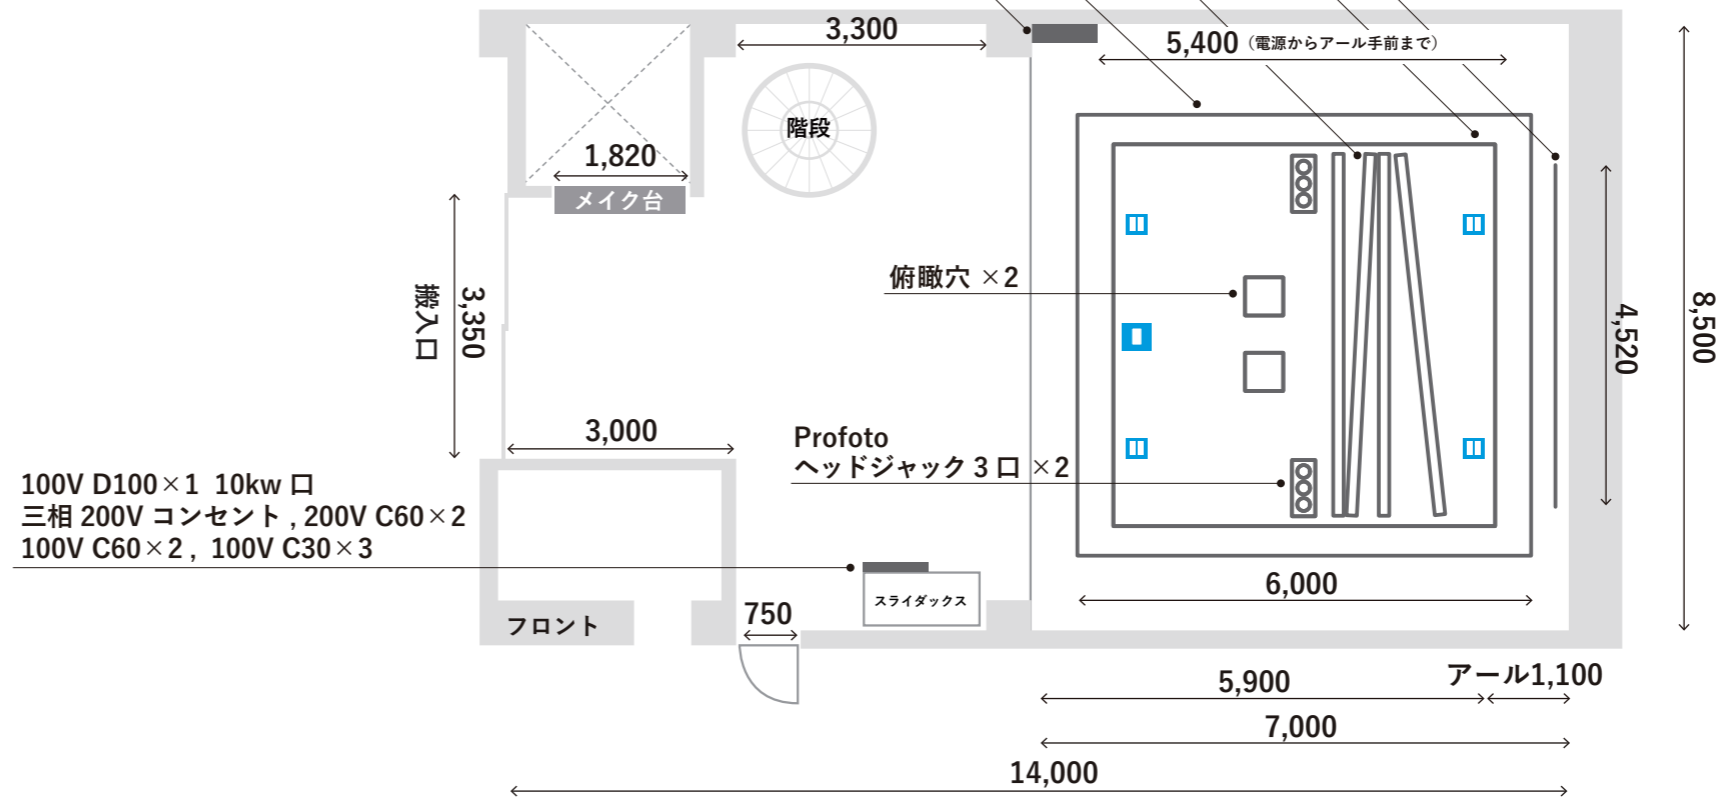 3,300
5,400（電源からアール手前まで）
階段
1,820
メイク台
俯瞰穴 ×2
搬入口
3,350
4,520
8,500
3,000
Profoto
ヘッドジャック 3 口 ×2
100V D100×1 10kw 口
三相 200V コンセント , 200V C60×2
100V C60×2 , 100V C30×3
スライダックス
6,000
フロント
750
5,900
アール1,100
7,000
14,000